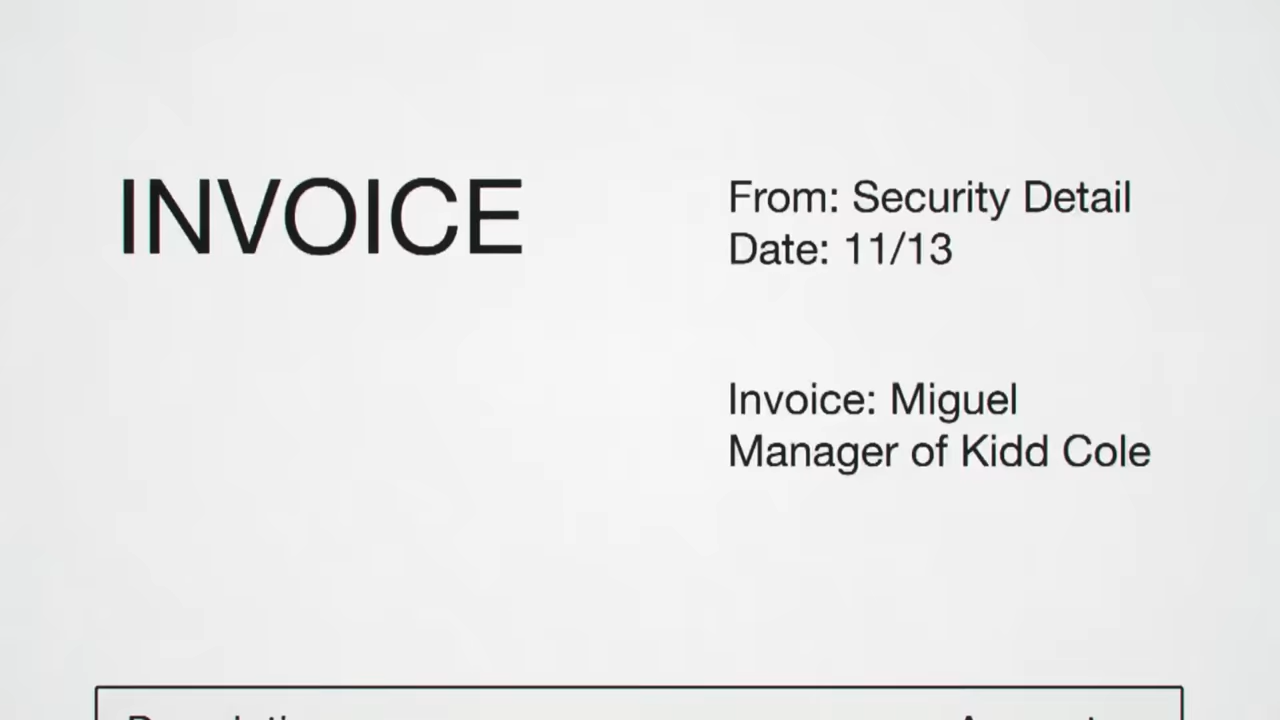 INVOICE
From: Security Detail
Date: 11/13
Invoice: Miguel
Manager of Kidd Cole